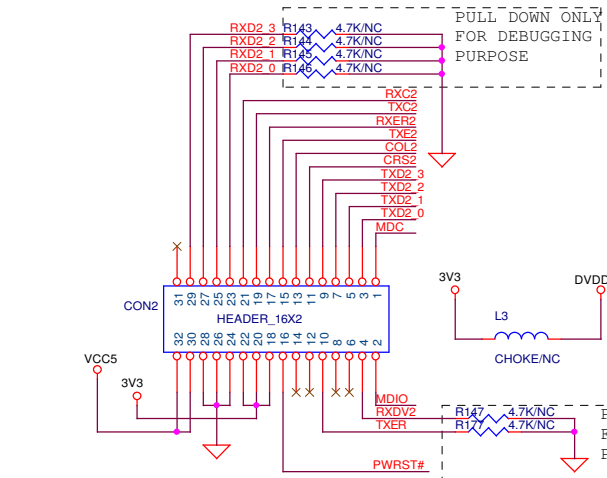 PULL DOWN ONLY
RXD2_3 R143 4.7K/NC
FOR DEBUGGING
RXD2_2 R144 4.7K/NC
RXD2_1 R145 4.7K/NC
PURPOSE
RXD2_0 R146 4.7K/NC
RXC2
TXC2
RXER2
TXE2
COL2
CRS2
TXD2_3
TXD2_2
TXD2_1
TXD2_0
MDC
3V3
DVDD
31 29 27 25 23 21 19 17 15 13 11 9 7 5 3 1
CON2
HEADER_16X2
L3
32 30 28 26 24 22 20 18 16 14 12 10 8 6 4 2
CHOKE/NC
VCC5
3V3
MDIO
RXDV2 R147 4.7K/NC
TXER R177 4.7K/NC
PWRST#